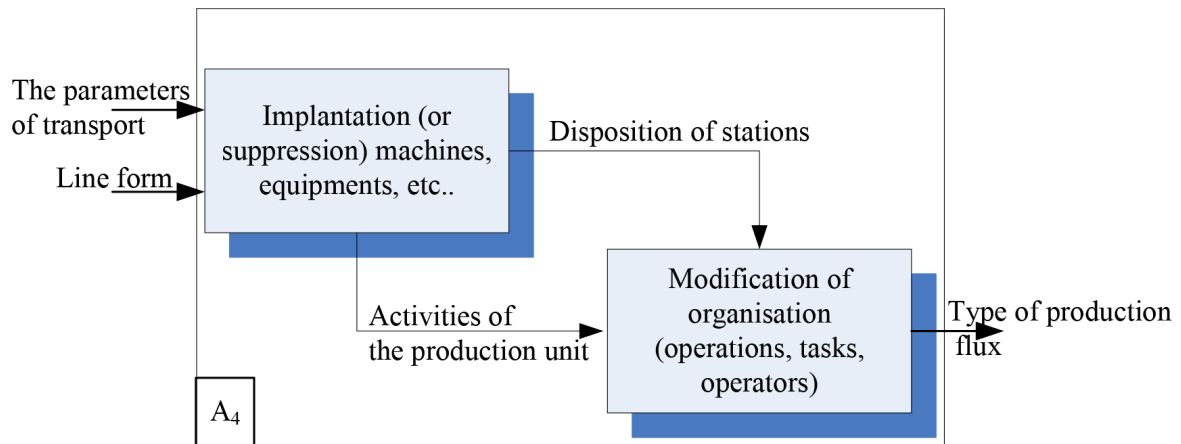 The parameters
of transport
Line form
Implantation (or
suppression) machines,
equipments, etc..
Disposition of stations
Activities of
the production unit
Modification of
organisation
(operations, tasks,
operators)
Type of production
flux
A₄